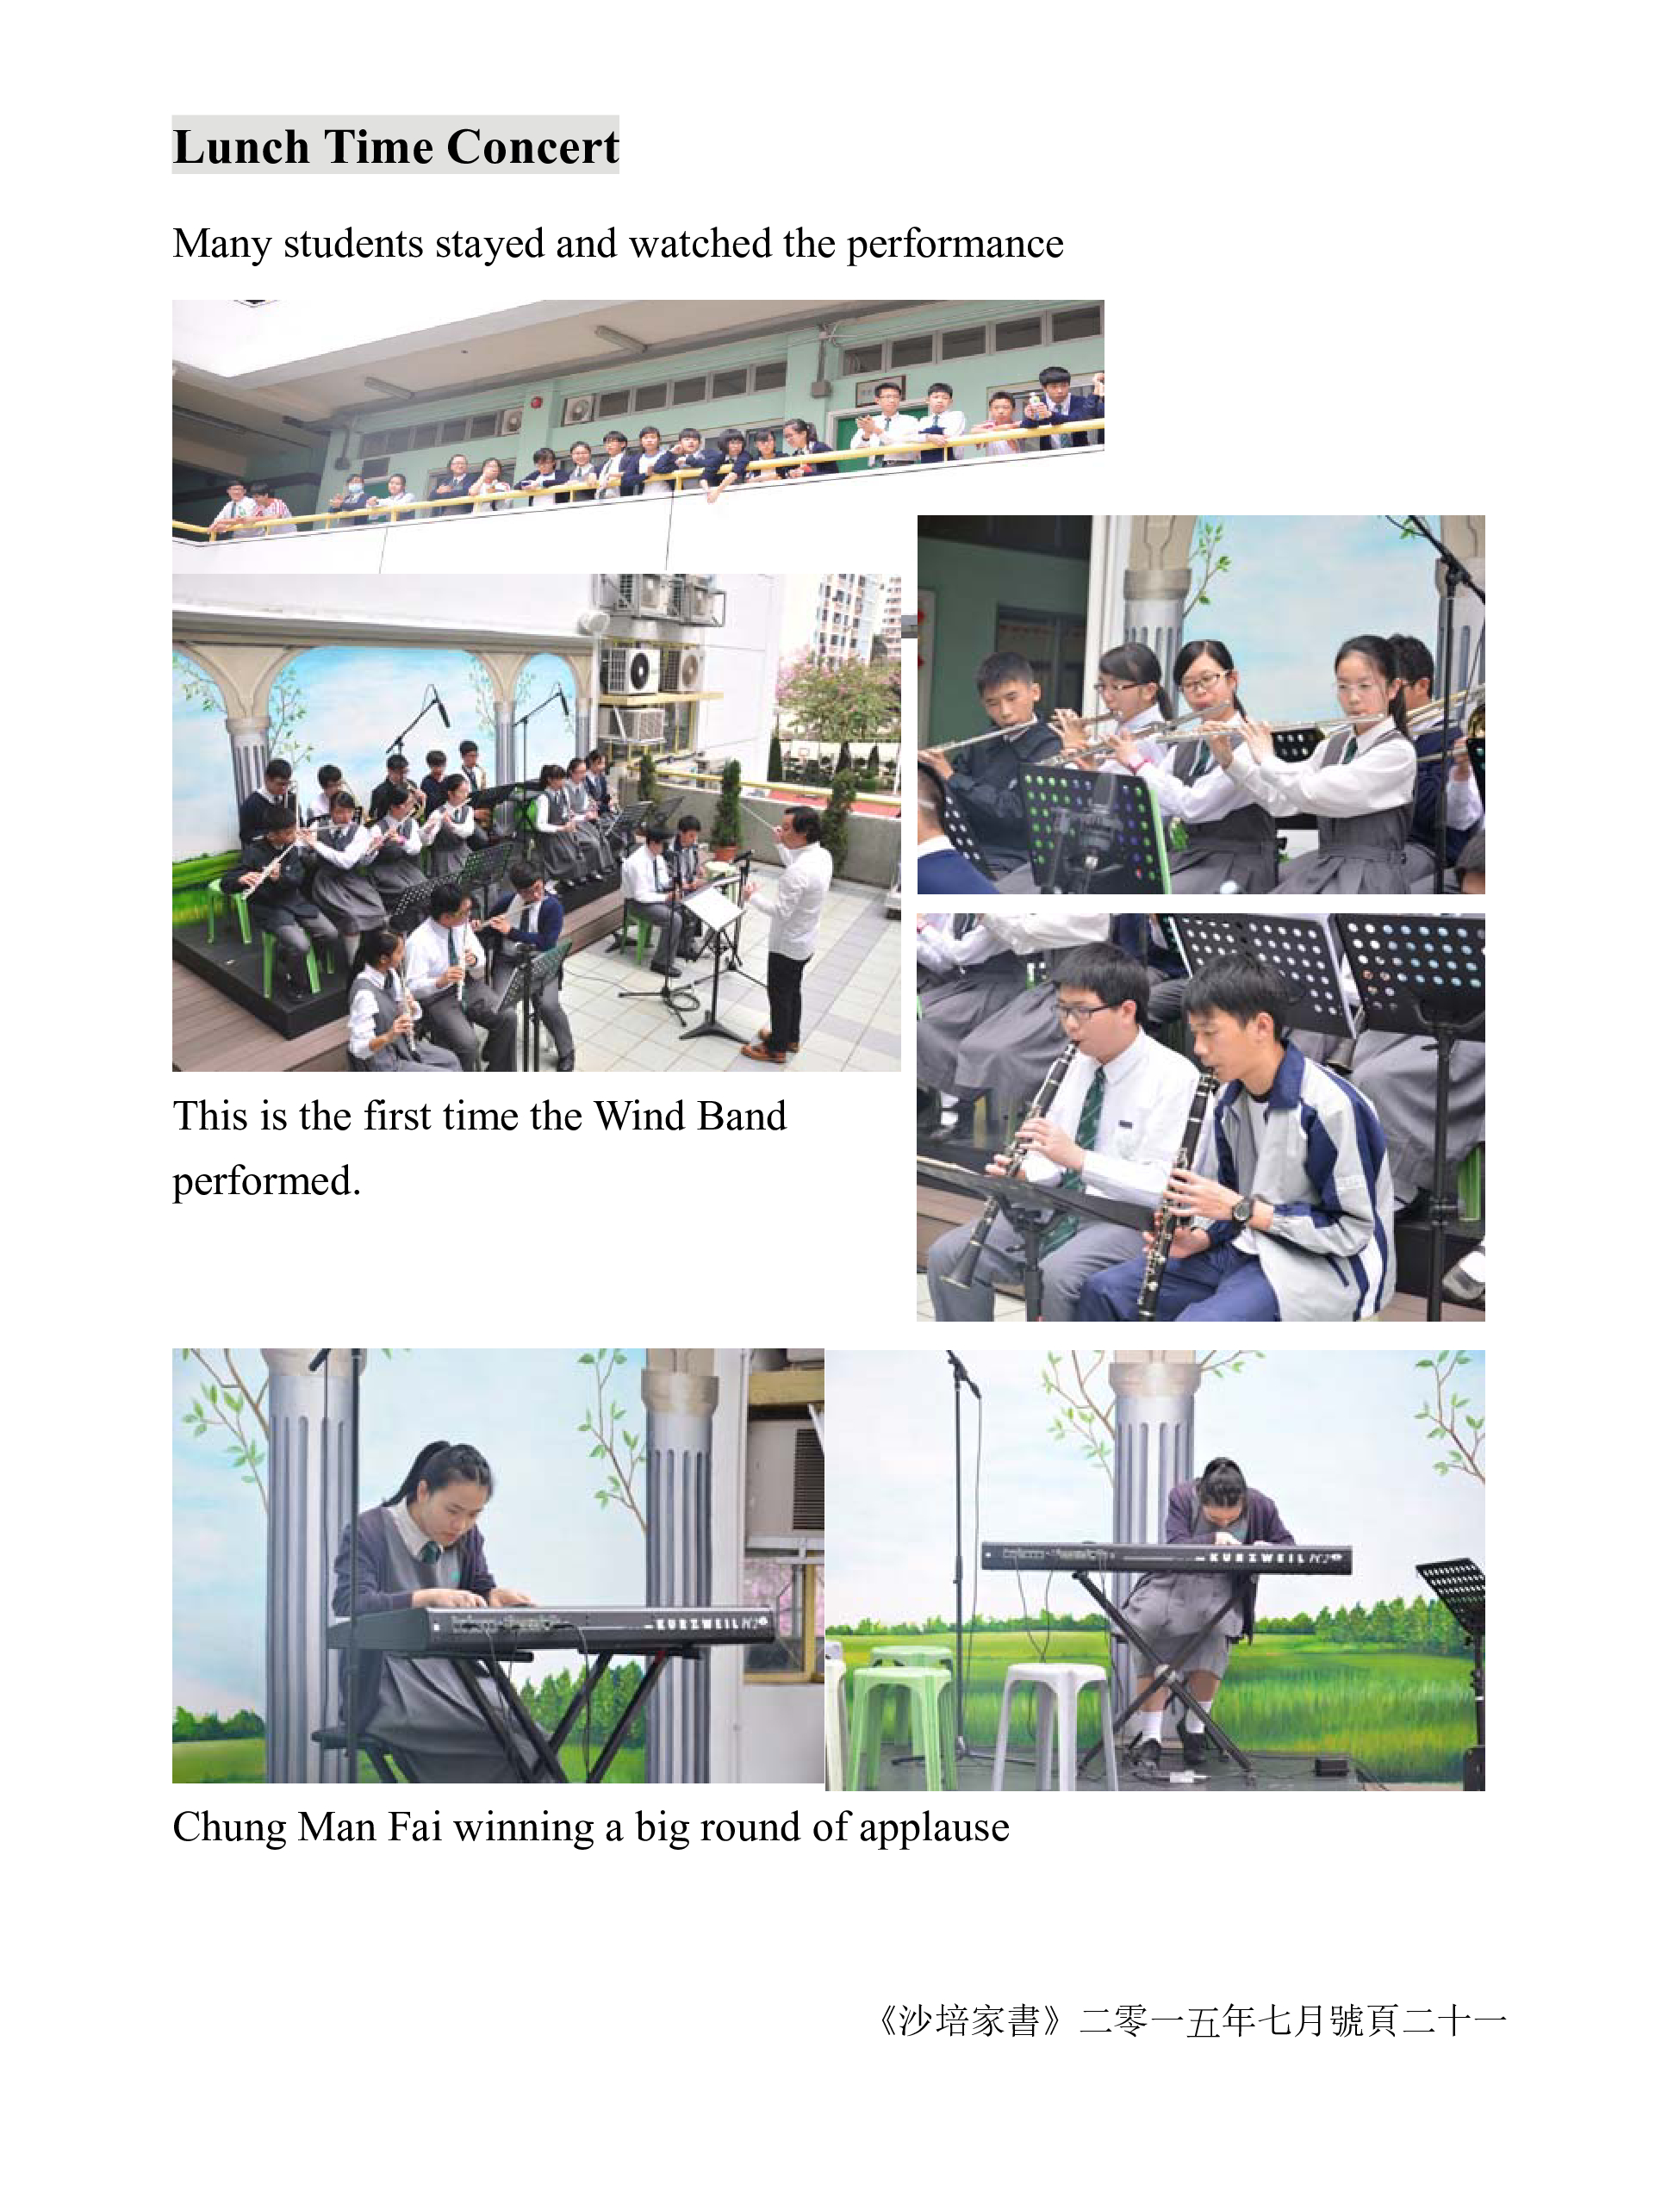 Lunch Time Concert
Many students stayed and watched the performance
This is the first time the Wind Band
performed.
KURZWEIL PC2
KURZWEIL PC2
Chung Man Fai winning a big round of applause
《沙培家書》二零一五年七月號頁二十一